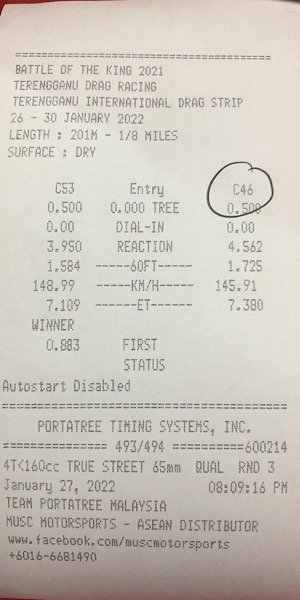 ================================================
BATTLE OF THE KING 2021
TERENGGANU DRAG RACING
TERENGGANU INTERNATIONAL DRAG STRIP
26 - 30 JANUARY 2022
LENGTH : 201M - 1/8 MILES
SURFACE : DRY
C53 Entry C46
0.500 0.000 TREE 0.500
0.00 DIAL-IN 0.00
3.950 REACTION 4.562
1.584 -----60FT----- 1.725
148.99 -----KM/H----- 145.91
7.109 ------ET------ 7.380
WINNER
0.883 FIRST
STATUS
Autostart Disabled
================================================
PORTATREE TIMING SYSTEMS, INC.
=========== 493/494 ==========600214
4T<160cc TRUE STREET 65mm QUAL RND 3
January 27, 2022 08:09:16 PM
TEAM PORTATREE MALAYSIA
MUSC MOTORSPORTS - ASEAN DISTRIBUTOR
www.facebook.com/muscmotorsports
+6016-6681490